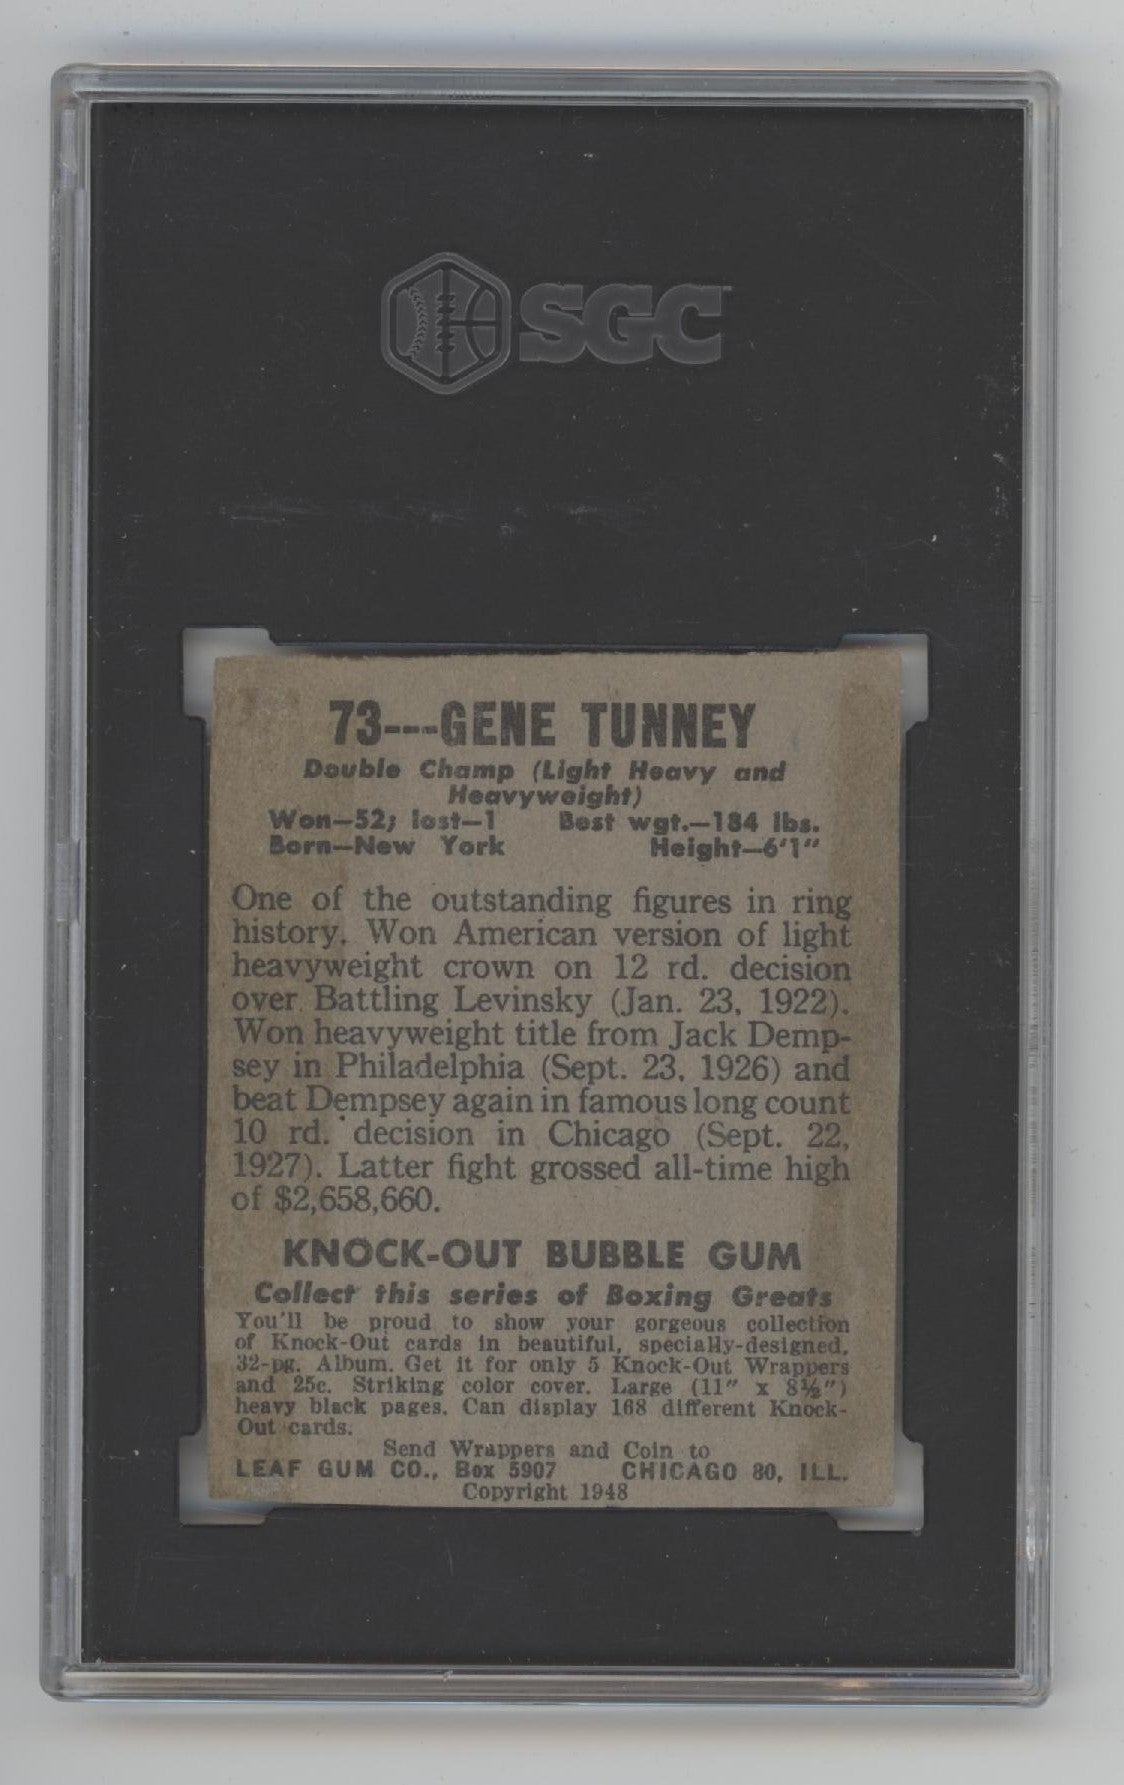 SGC
73---GENE TUNNEY
Double Champ (Light Heavy and
Heavyweight)
Won—52; lost—1 Best wgt.—184 lbs.
Born—New York Height—6'1"
One of the outstanding figures in ring
history. Won American version of light
heavyweight crown on 12 rd. decision
over Battling Levinsky (Jan. 23, 1922).
Won heavyweight title from Jack Demp-
sey in Philadelphia (Sept. 23, 1926) and
beat Dempsey again in famous long count
10 rd. decision in Chicago (Sept. 22,
1927). Latter fight grossed all-time high
of $2,658,660.
KNOCK-OUT BUBBLE GUM
Collect this series of Boxing Greats
You'll be proud to show your gorgeous collection
of Knock-Out cards in beautiful, specially-designed,
32-pg. Album. Get it for only 5 Knock-Out Wrappers
and 25c. Striking color cover. Large (11" x 8½")
heavy black pages. Can display 168 different Knock-
Out cards.
Send Wrappers and Coin to
LEAF GUM CO., Box 5907 CHICAGO 80, ILL.
Copyright 1948